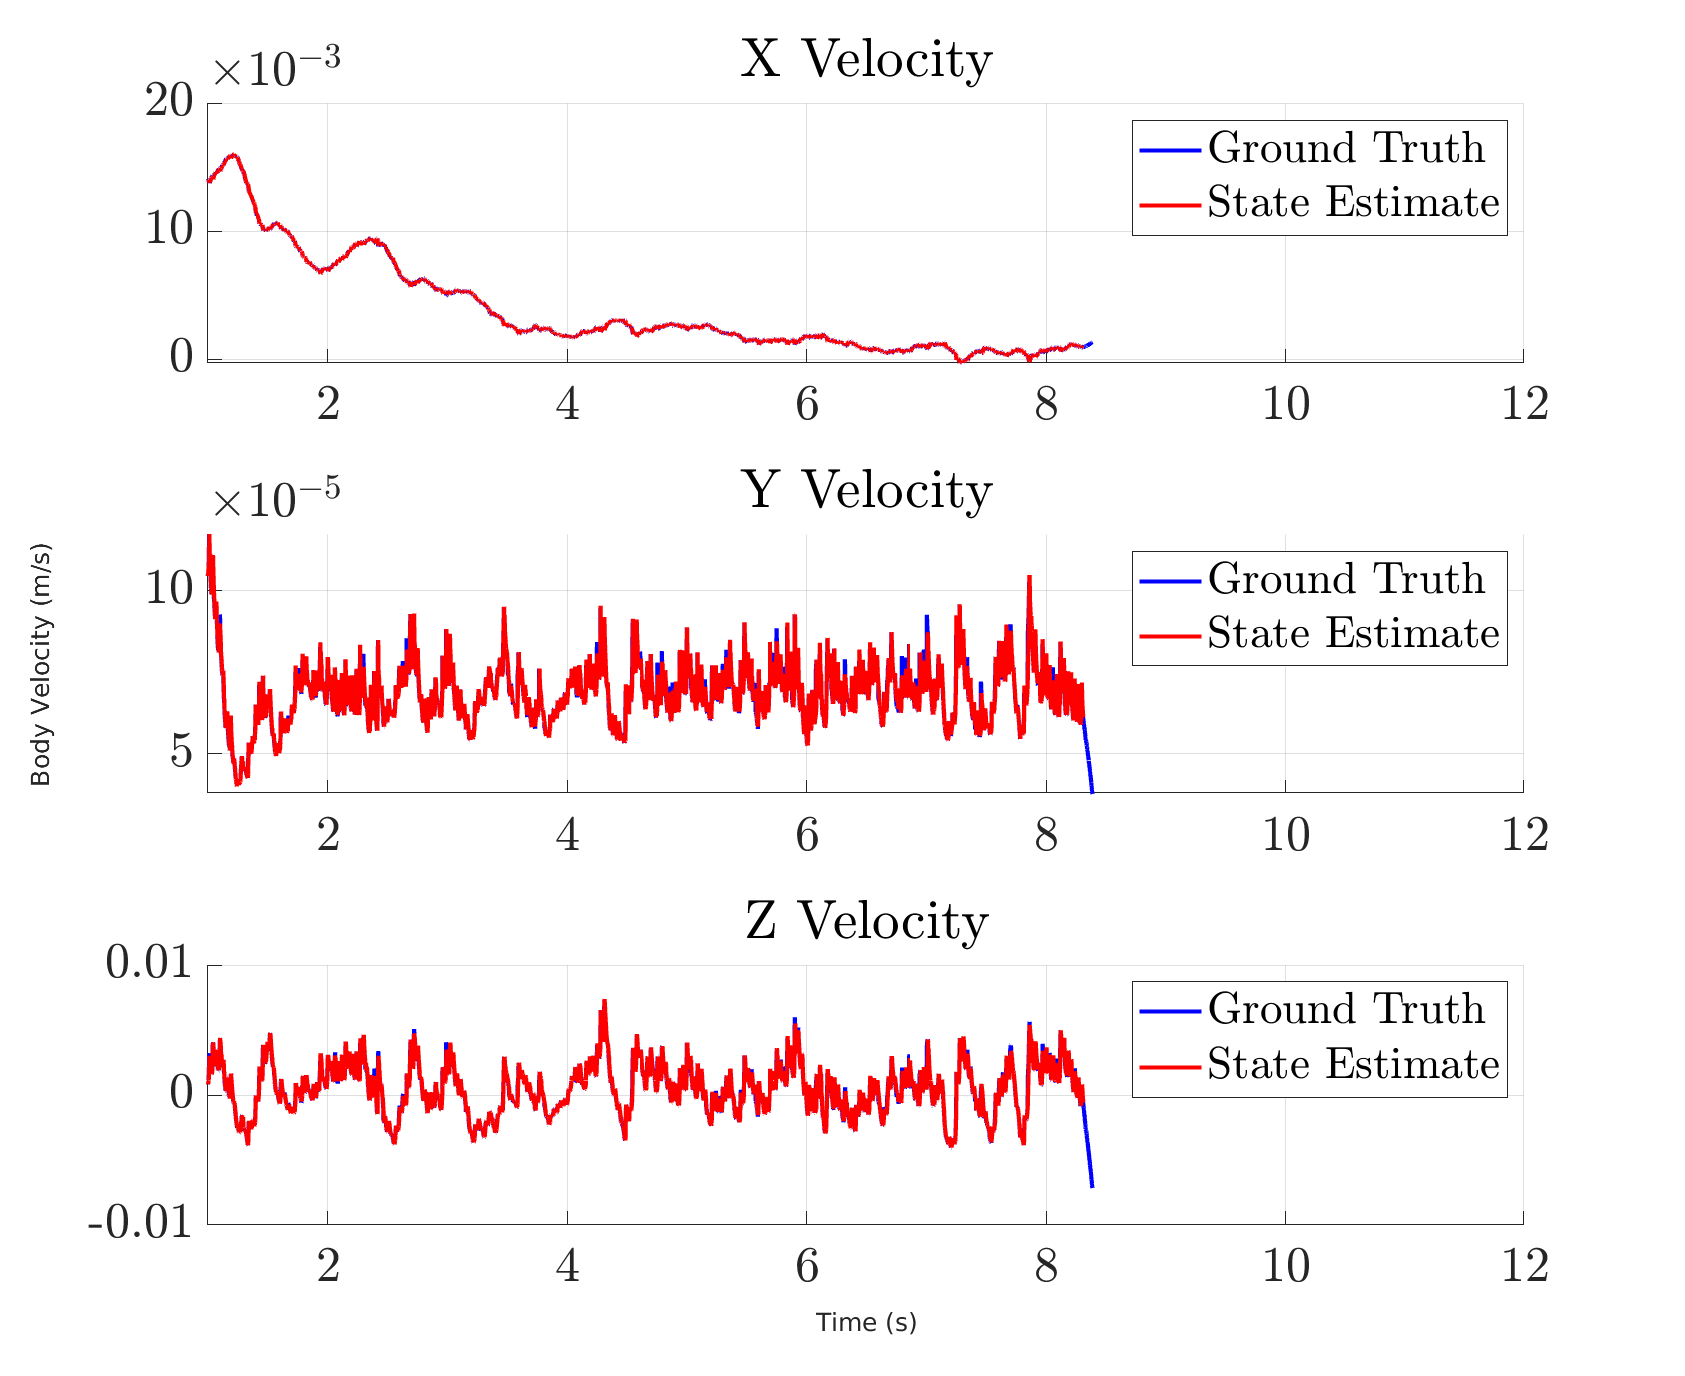 X Velocity
×10⁻³
20
10
0
Ground Truth
State Estimate
2 4 6 8 10 12
Y Velocity
×10⁻⁵
10
5
Ground Truth
State Estimate
2 4 6 8 10 12
Body Velocity (m/s)
Z Velocity
0.01
0
-0.01
Ground Truth
State Estimate
2 4 6 8 10 12
Time (s)